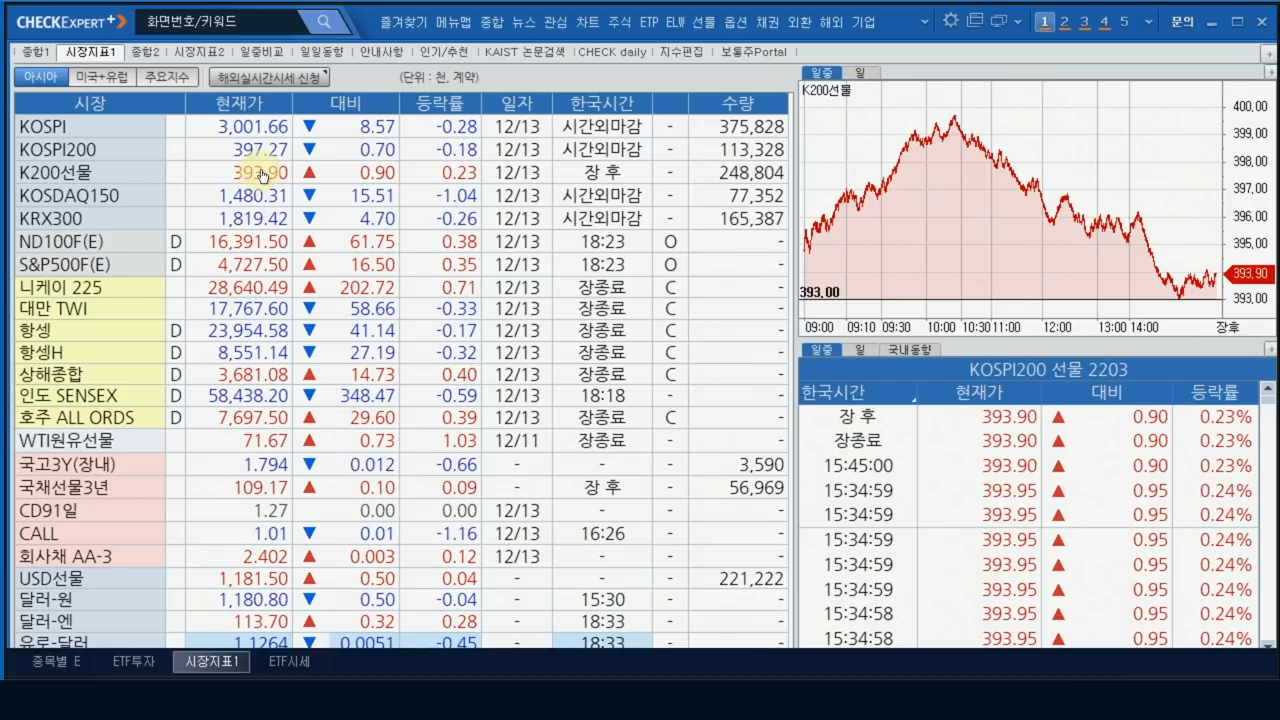 CHECKEXPERT+ 화면번호/키워드 즐겨찾기 메뉴맵 종합 뉴스 관심 차트 주식 ETP ELW 선물 옵션 채권 외환 해외 기업 1 2 3 4 5 문의
종합1 시장지표1 종합2 시장지표2 일중비교 일일동향 안내사항 인기/추천 KAIST 논문검색 CHECK daily 지수편집 보통주Portal
아시아 미국+유럽 주요지수 해외실시간시세 신청 (단위 : 천, 계약)
시장 현재가 대비 등락률 일자 한국시간 수량
KOSPI 3,001.66 ▼ 8.57 -0.28 12/13 시간외마감 - 375,828
KOSPI200 397.27 ▼ 0.70 -0.18 12/13 시간외마감 - 113,328
K200선물 393.90 ▲ 0.90 0.23 12/13 장 후 - 248,804
KOSDAQ150 1,480.31 ▼ 15.51 -1.04 12/13 시간외마감 - 77,352
KRX300 1,819.42 ▼ 4.70 -0.26 12/13 시간외마감 - 165,387
ND100F(E) D 16,391.50 ▲ 61.75 0.38 12/13 18:23 O -
S&P500F(E) D 4,727.50 ▲ 16.50 0.35 12/13 18:23 O -
니케이 225 28,640.49 ▲ 202.72 0.71 12/13 장종료 C -
대만 TWI 17,767.60 ▼ 58.66 -0.33 12/13 장종료 C -
항셍 D 23,954.58 ▼ 41.14 -0.17 12/13 장종료 C -
항셍H D 8,551.14 ▼ 27.19 -0.32 12/13 장종료 C -
상해종합 D 3,681.08 ▲ 14.73 0.40 12/13 장종료 C -
인도 SENSEX D 58,438.20 ▼ 348.47 -0.59 12/13 18:18 - -
호주 ALL ORDS D 7,697.50 ▲ 29.60 0.39 12/13 장종료 C -
WTI원유선물 71.67 ▲ 0.73 1.03 12/11 장종료 - -
국고3Y(장내) 1.794 ▼ 0.012 -0.66 - - - 3,590
국채선물3년 109.17 ▲ 0.10 0.09 - 장 후 - 56,969
CD91일 1.27 0.00 0.00 12/13 - - -
CALL 1.01 ▼ 0.01 -1.16 12/13 16:26 - -
회사채 AA-3 2.402 ▲ 0.003 0.12 12/13 - - -
USD선물 1,181.50 ▲ 0.50 0.04 - - - 221,222
달러-원 1,180.80 ▼ 0.50 -0.04 - 15:30 - -
달러-엔 113.70 ▲ 0.32 0.28 - 18:33 - -
유로-달러 1.1264 ▼ 0.0051 -0.45 - 18:33 - -
일중 일
K200선물
400,00
399,00
398,00
397,00
396,00
395,00
393,90
393,00 393,00
09:00 09:10 09:30 10:00 10:30 11:00 12:00 13:00 14:00 장후
일중 일 국내동향
KOSPI200 선물 2203
한국시간 현재가 대비 등락률
장 후 393.90 ▲ 0.90 0.23%
장종료 393.90 ▲ 0.90 0.23%
15:45:00 393.90 ▲ 0.90 0.23%
15:34:59 393.95 ▲ 0.95 0.24%
15:34:59 393.95 ▲ 0.95 0.24%
15:34:59 393.95 ▲ 0.95 0.24%
15:34:59 393.95 ▲ 0.95 0.24%
15:34:59 393.95 ▲ 0.95 0.24%
15:34:58 393.95 ▲ 0.95 0.24%
15:34:58 393.95 ▲ 0.95 0.24%
종목별 E ETF투자 시장지표1 ETF시세